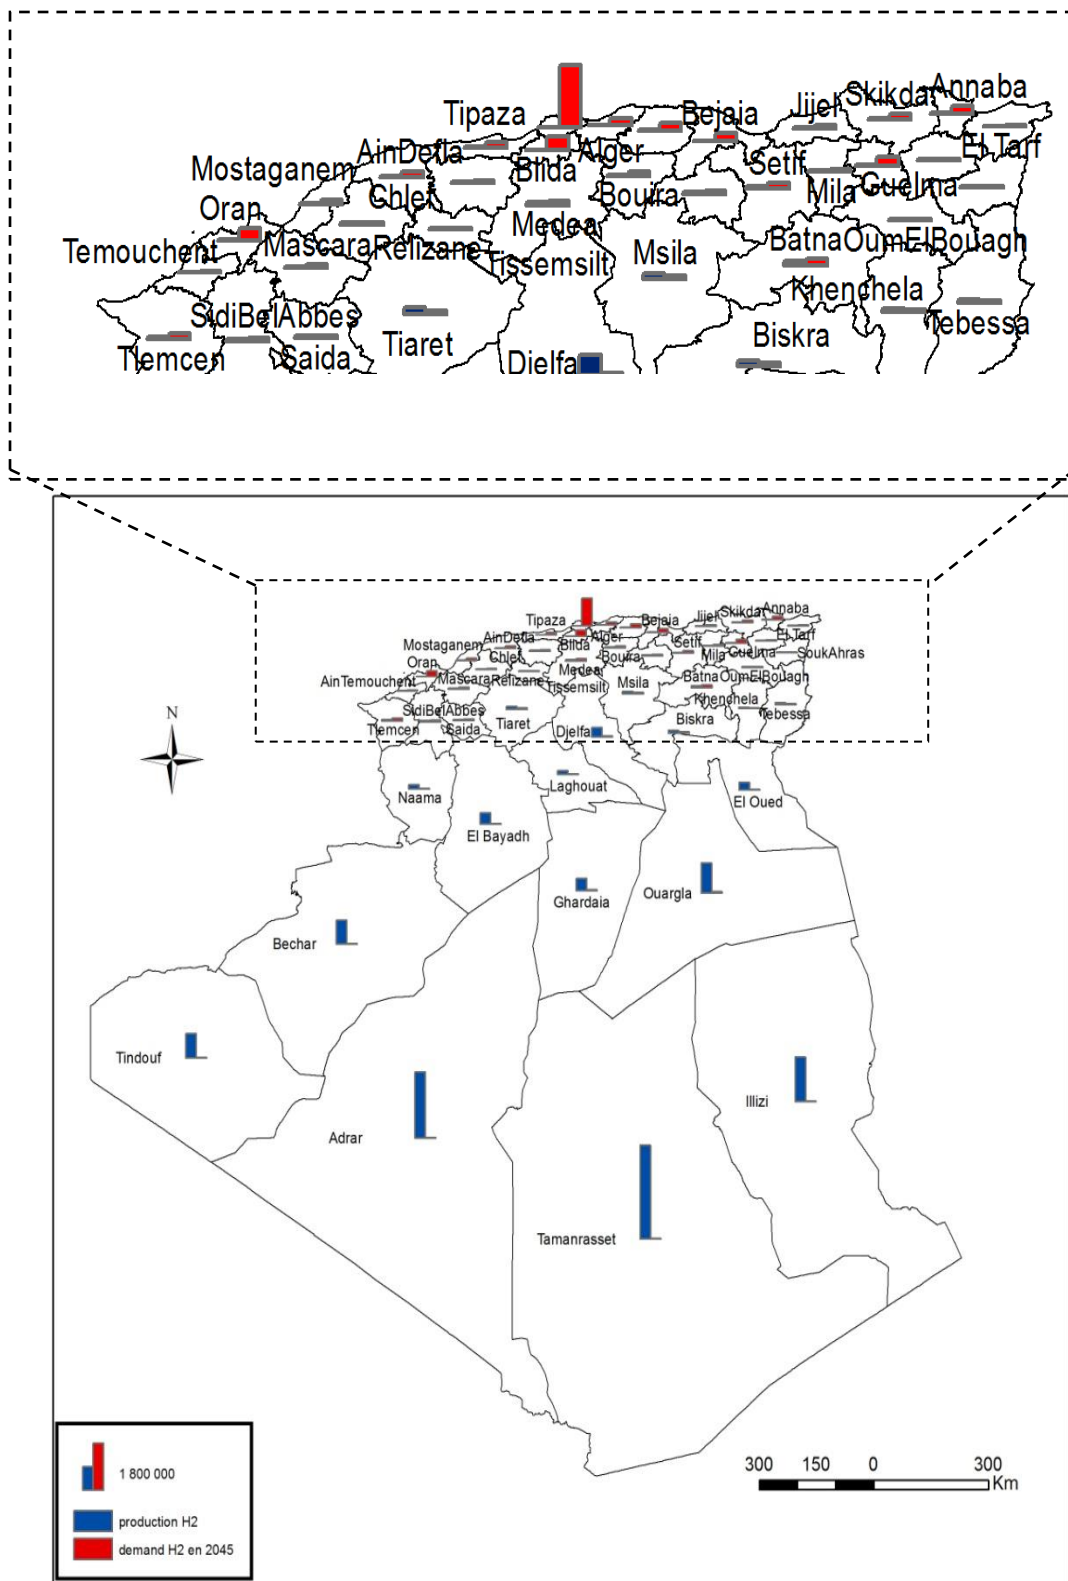 Annaba
Skikda
Jijel
Bejaia
Tipaza
El Tarf
AinDefla
Alger
Setif
Mostaganem
Blida
Guelma
Chlef
Bouira
Mila
Oran
Medea
Temouchent
Mascara
Relizane
Tissemsilt
Msila
Batna
OumElBouagh
Khenchela
SidiBelAbbes
Tebessa
Tlemcen
Saida
Tiaret
Djelfa
Biskra
Annaba
Skikda
Jijel
Tipaza
Bejaia
El Tarf
AinDefla
Alger
Mostaganem
Blida
Setif
Chlef
Bouira
Mila
Guelma
SoukAhras
Oran
Medea
AinTemouchent
Mascara
Relizane
Tissemsilt
Msila
Batna
OumElBouagh
Khenchela
SidiBelAbbes
Tebessa
Tlemcen
Saida
Tiaret
Djelfa
Biskra
N
Naama
Laghouat
El Oued
El Bayadh
Ghardaia
Ouargla
Bechar
Tindouf
Illizi
Adrar
Tamanrasset
1 800 000
production H2
demand H2 en 2045
300 150 0 300
Km